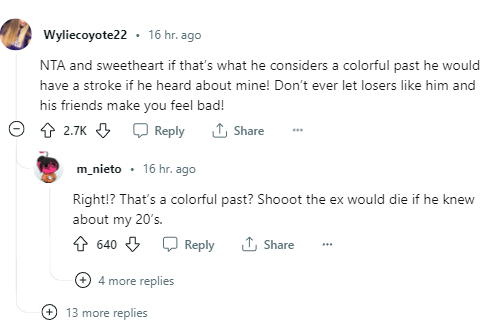 Wyliecoyote22 • 16 hr. ago
NTA and sweetheart if that's what he considers a colorful past he would
have a stroke if he heard about mine! Don't ever let losers like him and
his friends make you feel bad!
2.7K Reply Share ...
m_nieto • 16 hr. ago
Right!? That's a colorful past? Shooot the ex would die if he knew
about my 20's.
640 Reply Share ...
4 more replies
13 more replies